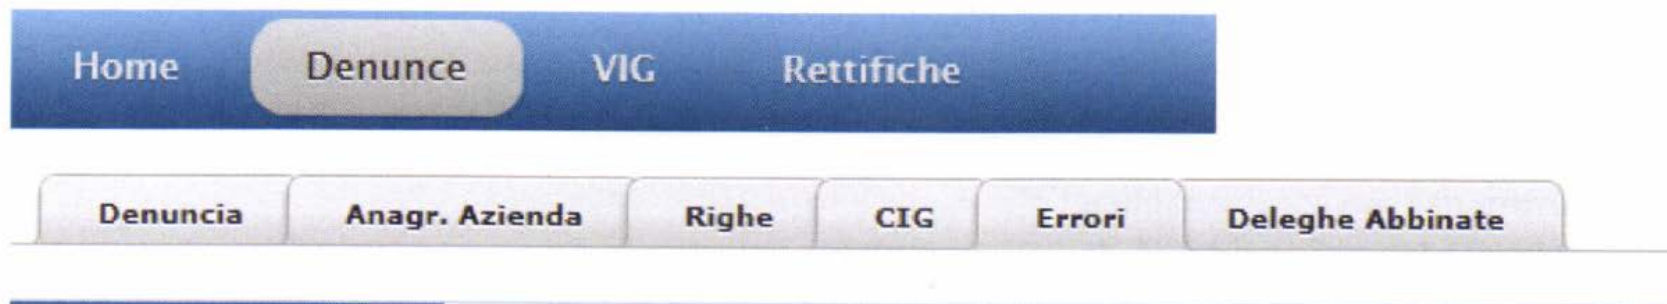 Home Denunce VIG Rettifiche
Denuncia Anagr. Azienda Righe CIG Errori Deleghe Abbinate